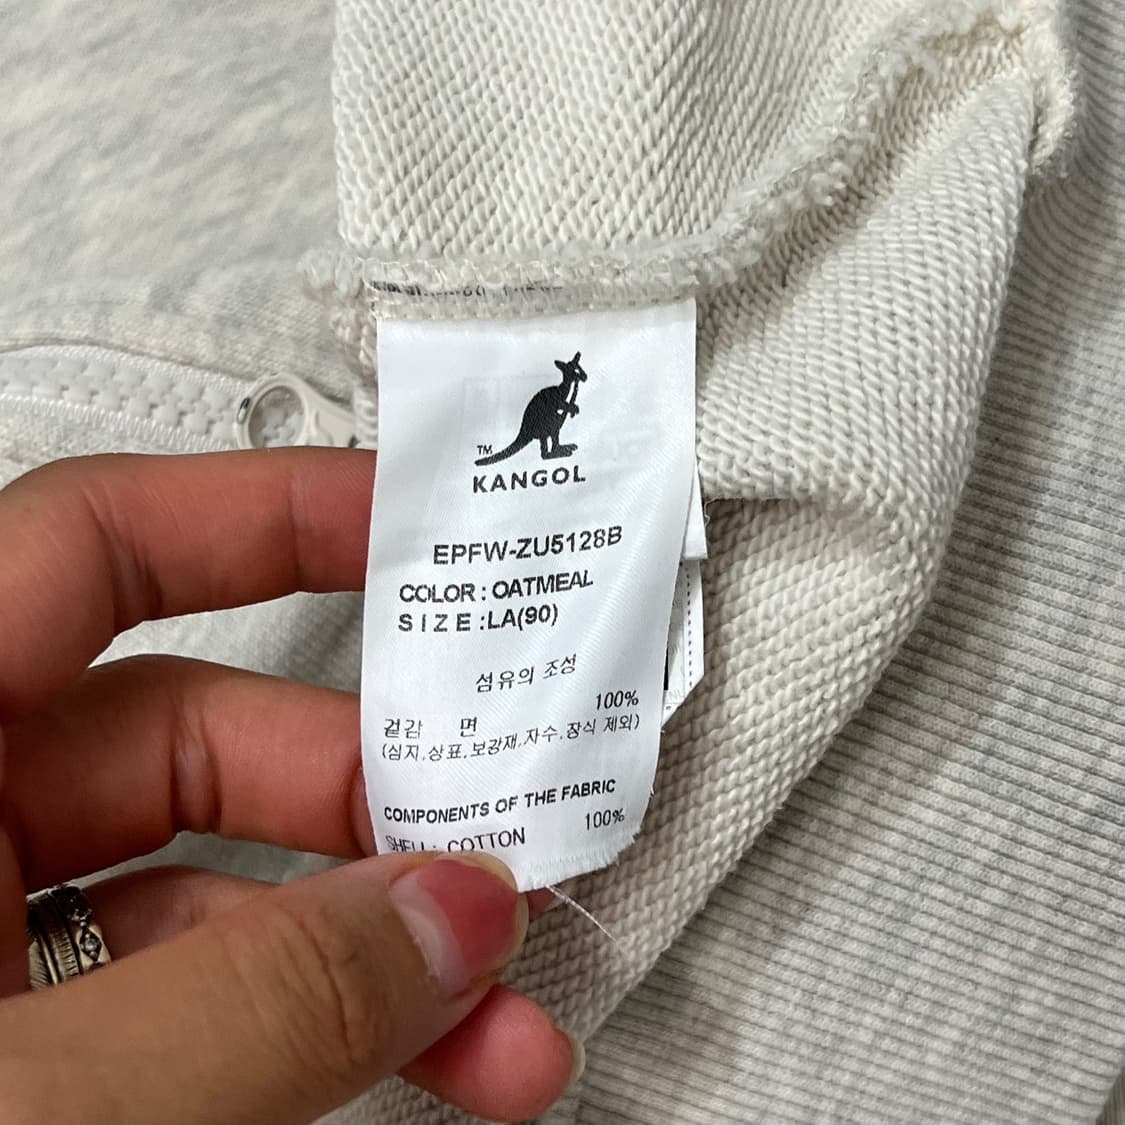 ™
KANGOL
EPFW-ZU5128B
COLOR : OATMEAL
SIZE :LA(90)
섬유의 조성
100%
겉감 면
(심지,상표,보강재,자수,장식 제외)
COMPONENTS OF THE FABRIC
SHELL: COTTON 100%